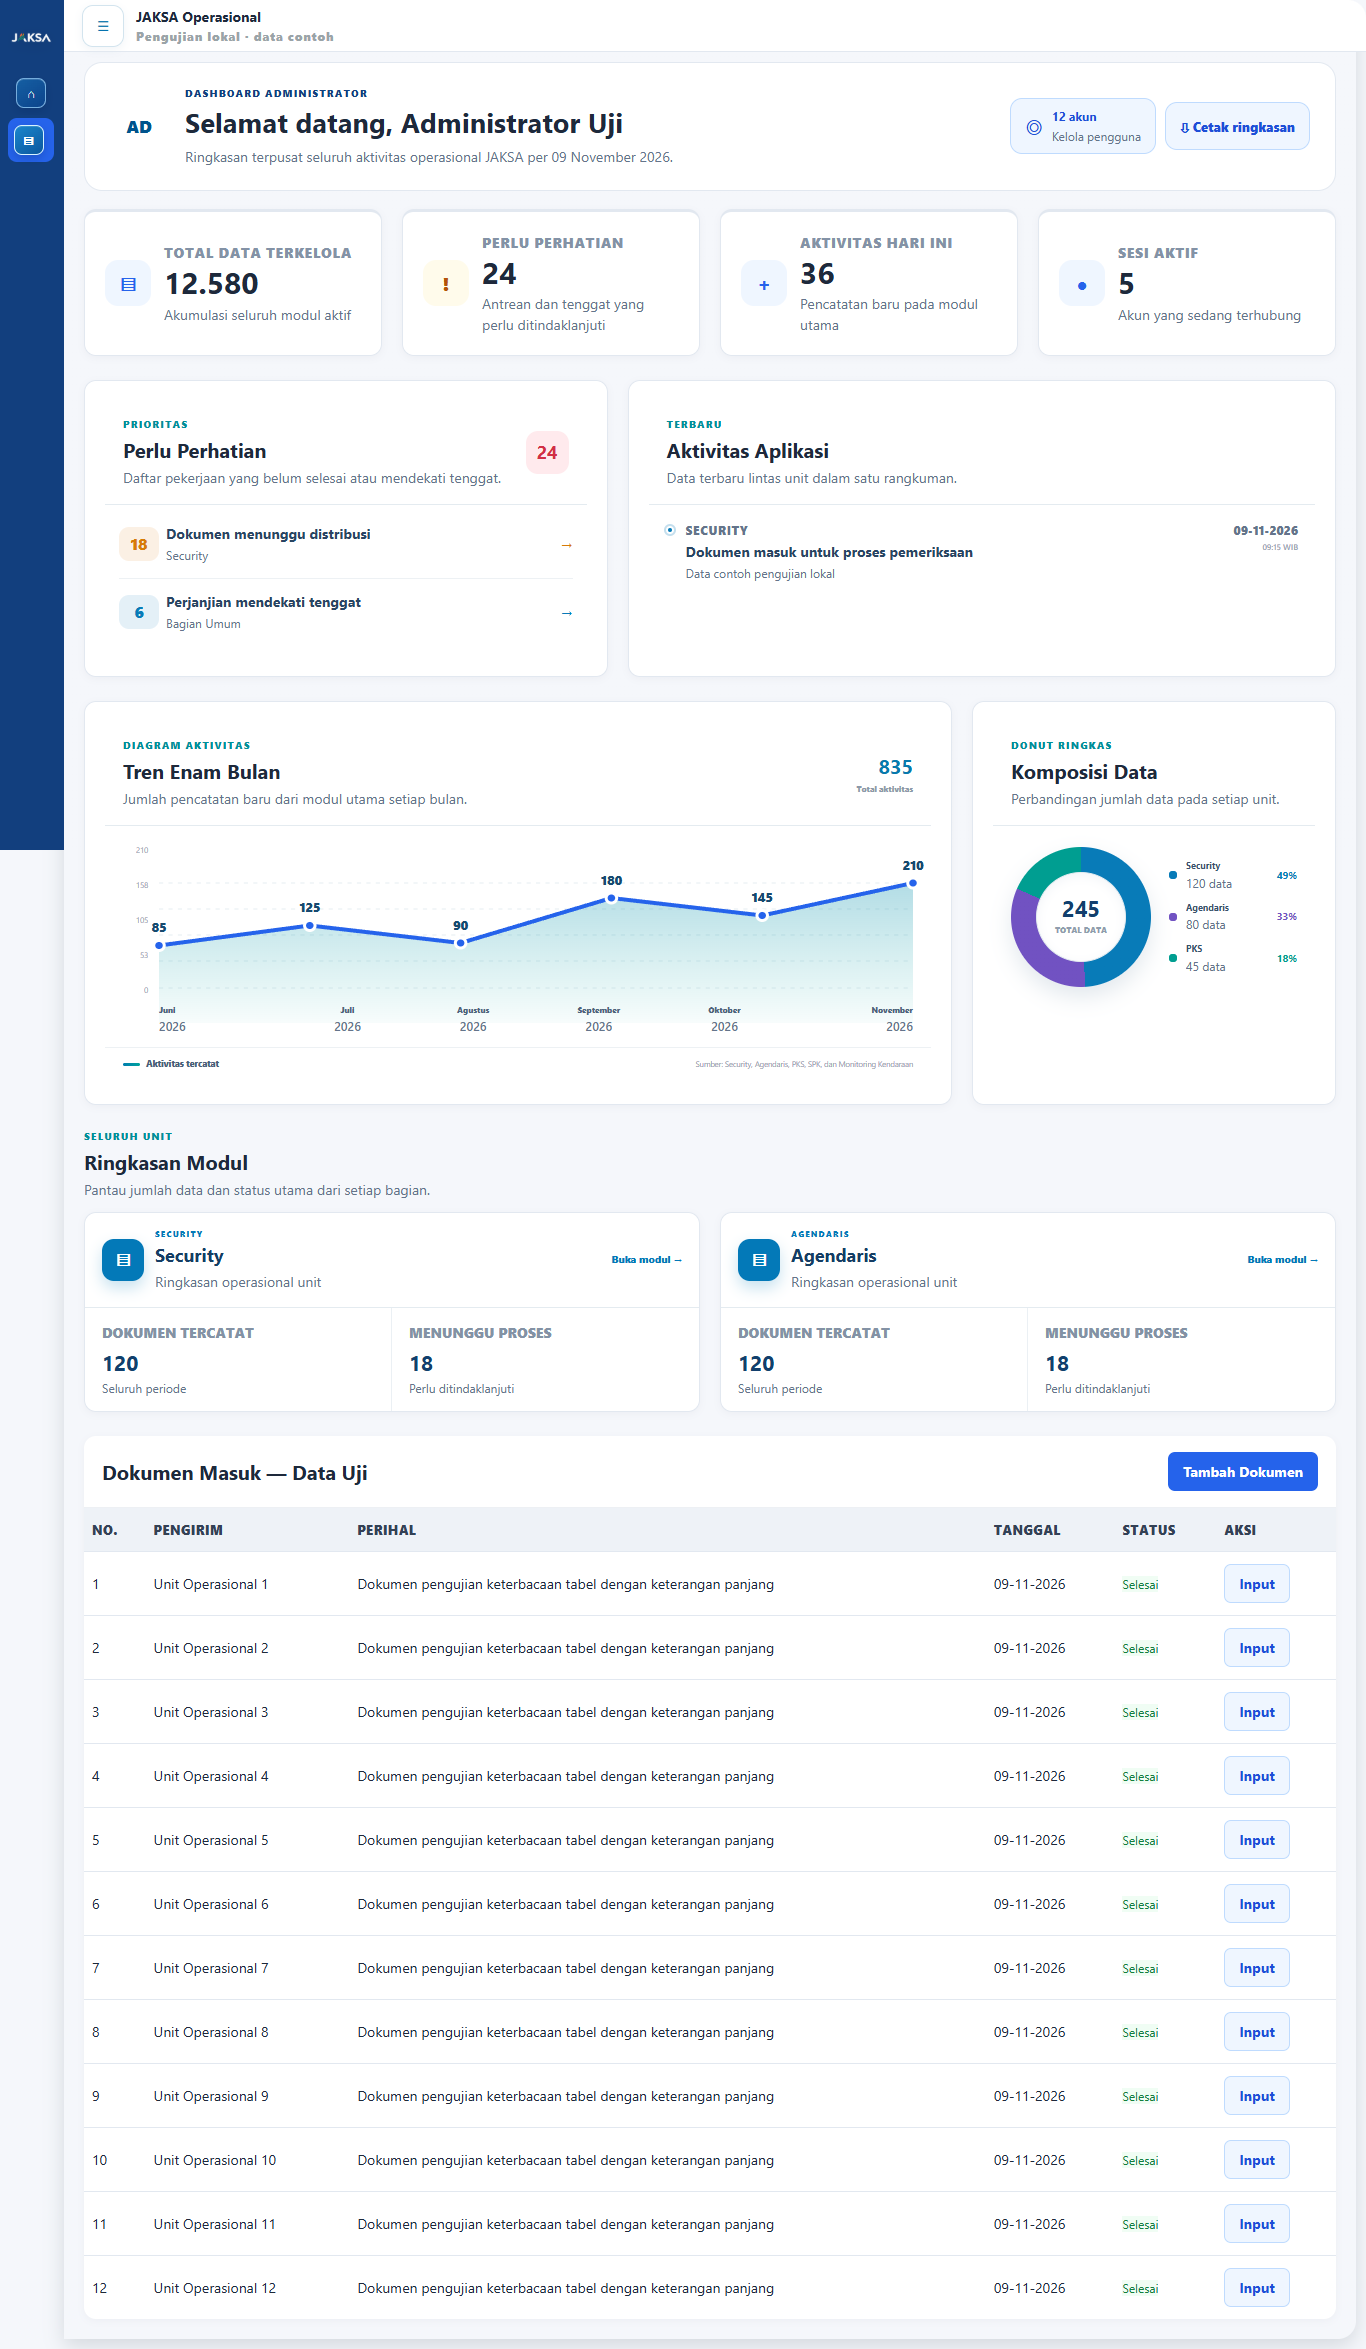 JAKSA
JAKSA Operasional
Pengujian lokal · data contoh
DASHBOARD ADMINISTRATOR
AD
Selamat datang, Administrator Uji
Ringkasan terpusat seluruh aktivitas operasional JAKSA per 09 November 2026.
12 akun
Kelola pengguna
⇩ Cetak ringkasan
TOTAL DATA TERKELOLA
12.580
Akumulasi seluruh modul aktif
!
PERLU PERHATIAN
24
Antrean dan tenggat yang
perlu ditindaklanjuti
+
AKTIVITAS HARI INI
36
Pencatatan baru pada modul
utama
SESI AKTIF
5
Akun yang sedang terhubung
PRIORITAS
Perlu Perhatian
Daftar pekerjaan yang belum selesai atau mendekati tenggat.
24
18
Dokumen menunggu distribusi
Security
→
6
Perjanjian mendekati tenggat
Bagian Umum
→
TERBARU
Aktivitas Aplikasi
Data terbaru lintas unit dalam satu rangkuman.
SECURITY
Dokumen masuk untuk proses pemeriksaan
Data contoh pengujian lokal
09-11-2026
09:15 WIB
DIAGRAM AKTIVITAS
Tren Enam Bulan
Jumlah pencatatan baru dari modul utama setiap bulan.
835
Total aktivitas
210
158
105
53
0
85
125
90
180
145
210
Juni 2026
Juli 2026
Agustus 2026
September 2026
Oktober 2026
November 2026
Aktivitas tercatat
Sumber: Security, Agendaris, PKS, SPK, dan Monitoring Kendaraan
DONUT RINGKAS
Komposisi Data
Perbandingan jumlah data pada setiap unit.
245
TOTAL DATA
Security
120 data
49%
Agendaris
80 data
33%
PKS
45 data
18%
SELURUH UNIT
Ringkasan Modul
Pantau jumlah data dan status utama dari setiap bagian.
SECURITY
Security
Ringkasan operasional unit
Buka modul →
DOKUMEN TERCATAT
120
Seluruh periode
MENUNGGU PROSES
18
Perlu ditindaklanjuti
AGENDARIS
Agendaris
Ringkasan operasional unit
Buka modul →
DOKUMEN TERCATAT
120
Seluruh periode
MENUNGGU PROSES
18
Perlu ditindaklanjuti
Dokumen Masuk — Data Uji
Tambah Dokumen
NO. PENGIRIM PERIHAL TANGGAL STATUS AKSI
1 Unit Operasional 1 Dokumen pengujian keterbacaan tabel dengan keterangan panjang 09-11-2026 Selesai Input
2 Unit Operasional 2 Dokumen pengujian keterbacaan tabel dengan keterangan panjang 09-11-2026 Selesai Input
3 Unit Operasional 3 Dokumen pengujian keterbacaan tabel dengan keterangan panjang 09-11-2026 Selesai Input
4 Unit Operasional 4 Dokumen pengujian keterbacaan tabel dengan keterangan panjang 09-11-2026 Selesai Input
5 Unit Operasional 5 Dokumen pengujian keterbacaan tabel dengan keterangan panjang 09-11-2026 Selesai Input
6 Unit Operasional 6 Dokumen pengujian keterbacaan tabel dengan keterangan panjang 09-11-2026 Selesai Input
7 Unit Operasional 7 Dokumen pengujian keterbacaan tabel dengan keterangan panjang 09-11-2026 Selesai Input
8 Unit Operasional 8 Dokumen pengujian keterbacaan tabel dengan keterangan panjang 09-11-2026 Selesai Input
9 Unit Operasional 9 Dokumen pengujian keterbacaan tabel dengan keterangan panjang 09-11-2026 Selesai Input
10 Unit Operasional 10 Dokumen pengujian keterbacaan tabel dengan keterangan panjang 09-11-2026 Selesai Input
11 Unit Operasional 11 Dokumen pengujian keterbacaan tabel dengan keterangan panjang 09-11-2026 Selesai Input
12 Unit Operasional 12 Dokumen pengujian keterbacaan tabel dengan keterangan panjang 09-11-2026 Selesai Input